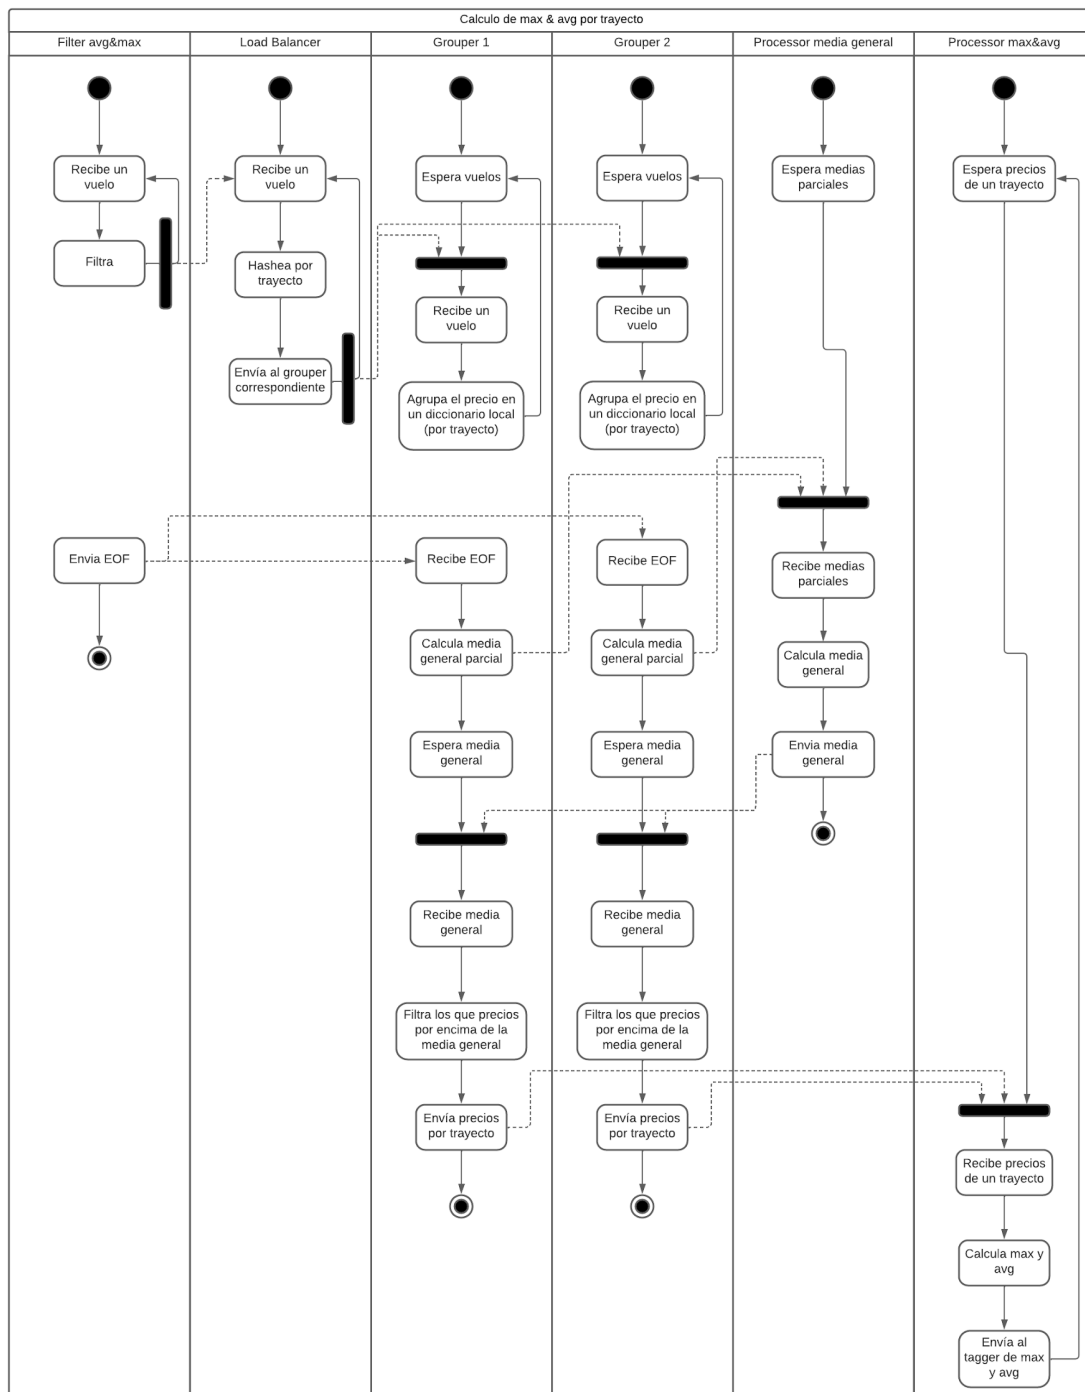 Calculo de max & avg por trayecto
Filter avg&max
Load Balancer
Grouper 1
Grouper 2
Processor media general
Processor max&avg
Recibe un
vuelo
Filtra
Envia EOF
Recibe un
vuelo
Hashea por
trayecto
Envía al grouper
correspondiente
Espera vuelos
Recibe un
vuelo
Agrupa el precio en
un diccionario local
(por trayecto)
Recibe EOF
Calcula media
general parcial
Espera media
general
Recibe media
general
Filtra los que precios
por encima de la
media general
Envía precios
por trayecto
Espera vuelos
Recibe un
vuelo
Agrupa el precio en
un diccionario local
(por trayecto)
Recibe EOF
Calcula media
general parcial
Espera media
general
Recibe media
general
Filtra los que precios
por encima de la
media general
Envía precios
por trayecto
Espera medias
parciales
Recibe medias
parciales
Calcula media
general
Envia media
general
Espera precios
de un trayecto
Recibe precios
de un trayecto
Calcula max y
avg
Envía al
tagger de max
y avg